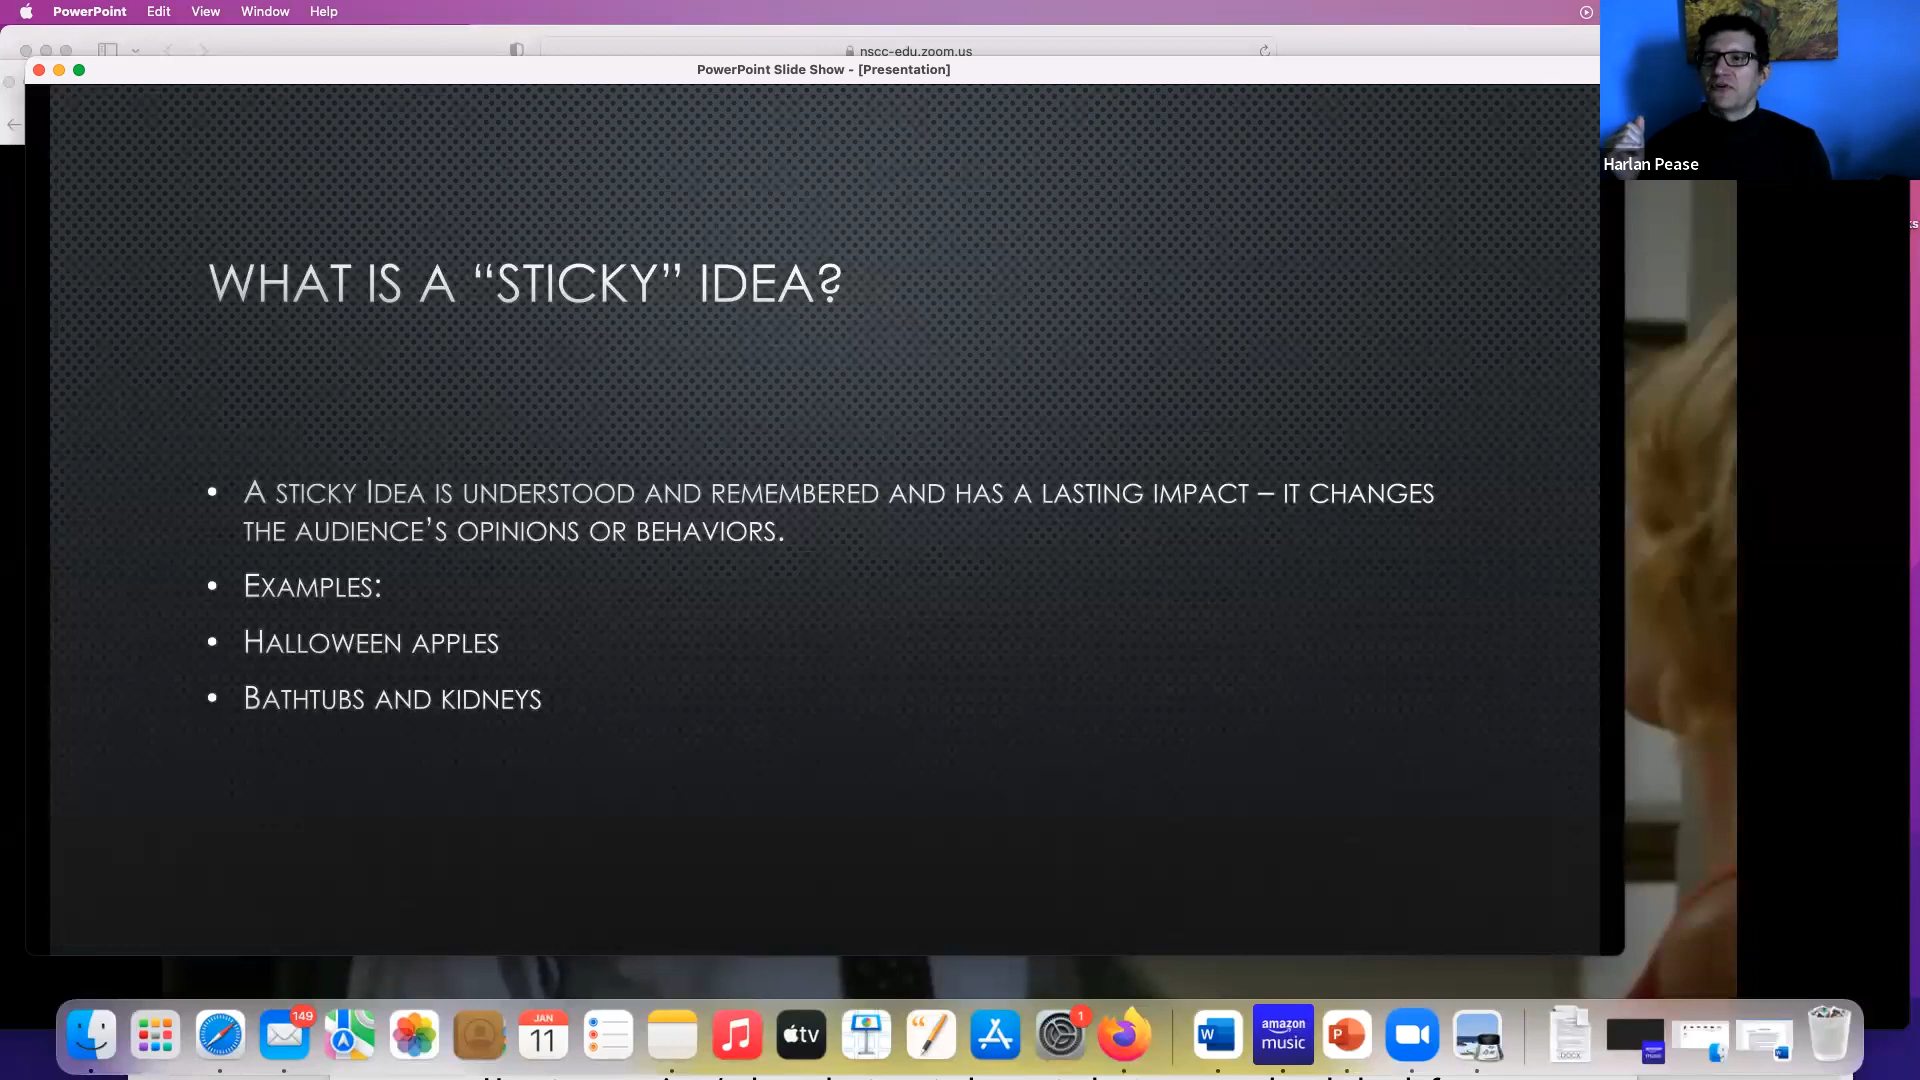 PowerPoint Edit View Window Help
nscc-edu.zoom.us
PowerPoint Slide Show - [Presentation]
Harlan Pease
WHAT IS A “STICKY” IDEA?
• A STICKY IDEA IS UNDERSTOOD AND REMEMBERED AND HAS A LASTING IMPACT – IT CHANGES
THE AUDIENCE’S OPINIONS OR BEHAVIORS.
• EXAMPLES:
• HALLOWEEN APPLES
• BATHTUBS AND KIDNEYS
149
JAN
11
tv
1
W
amazon
music
P
DOCX